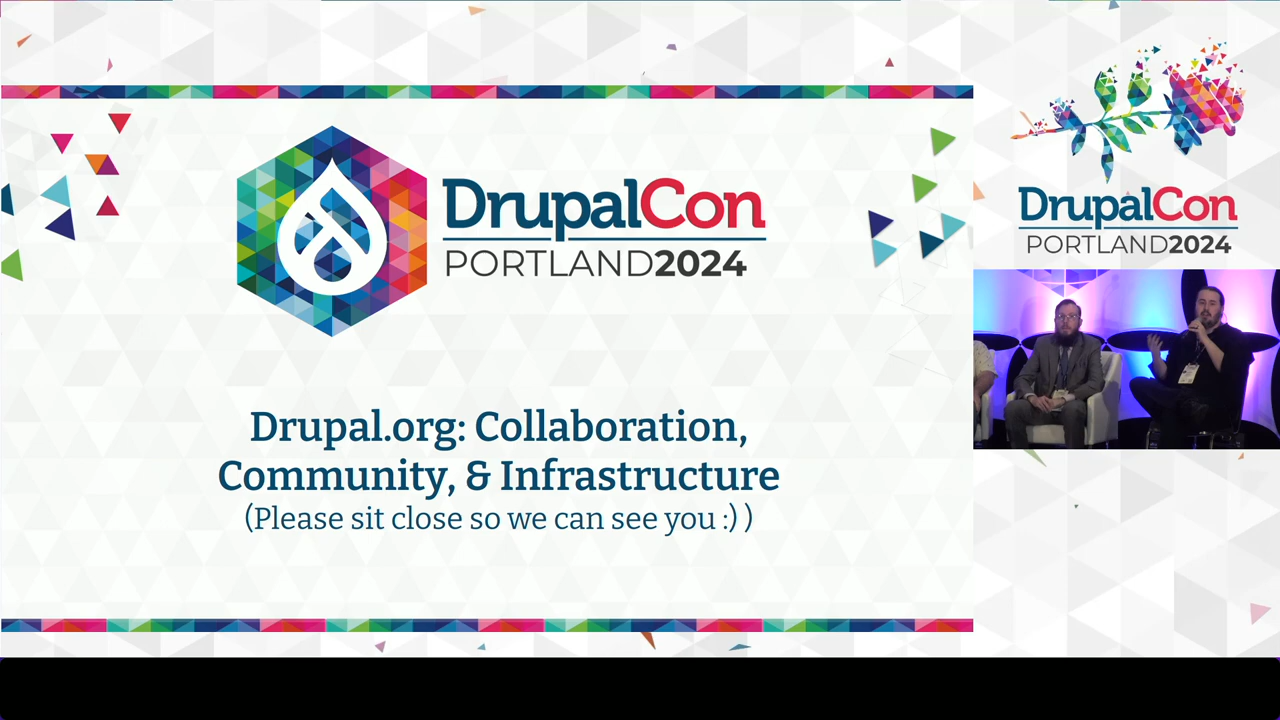 DrupalCon
PORTLAND2024
Drupal.org: Collaboration,
Community, & Infrastructure
(Please sit close so we can see you :) )
DrupalCon
PORTLAND2024